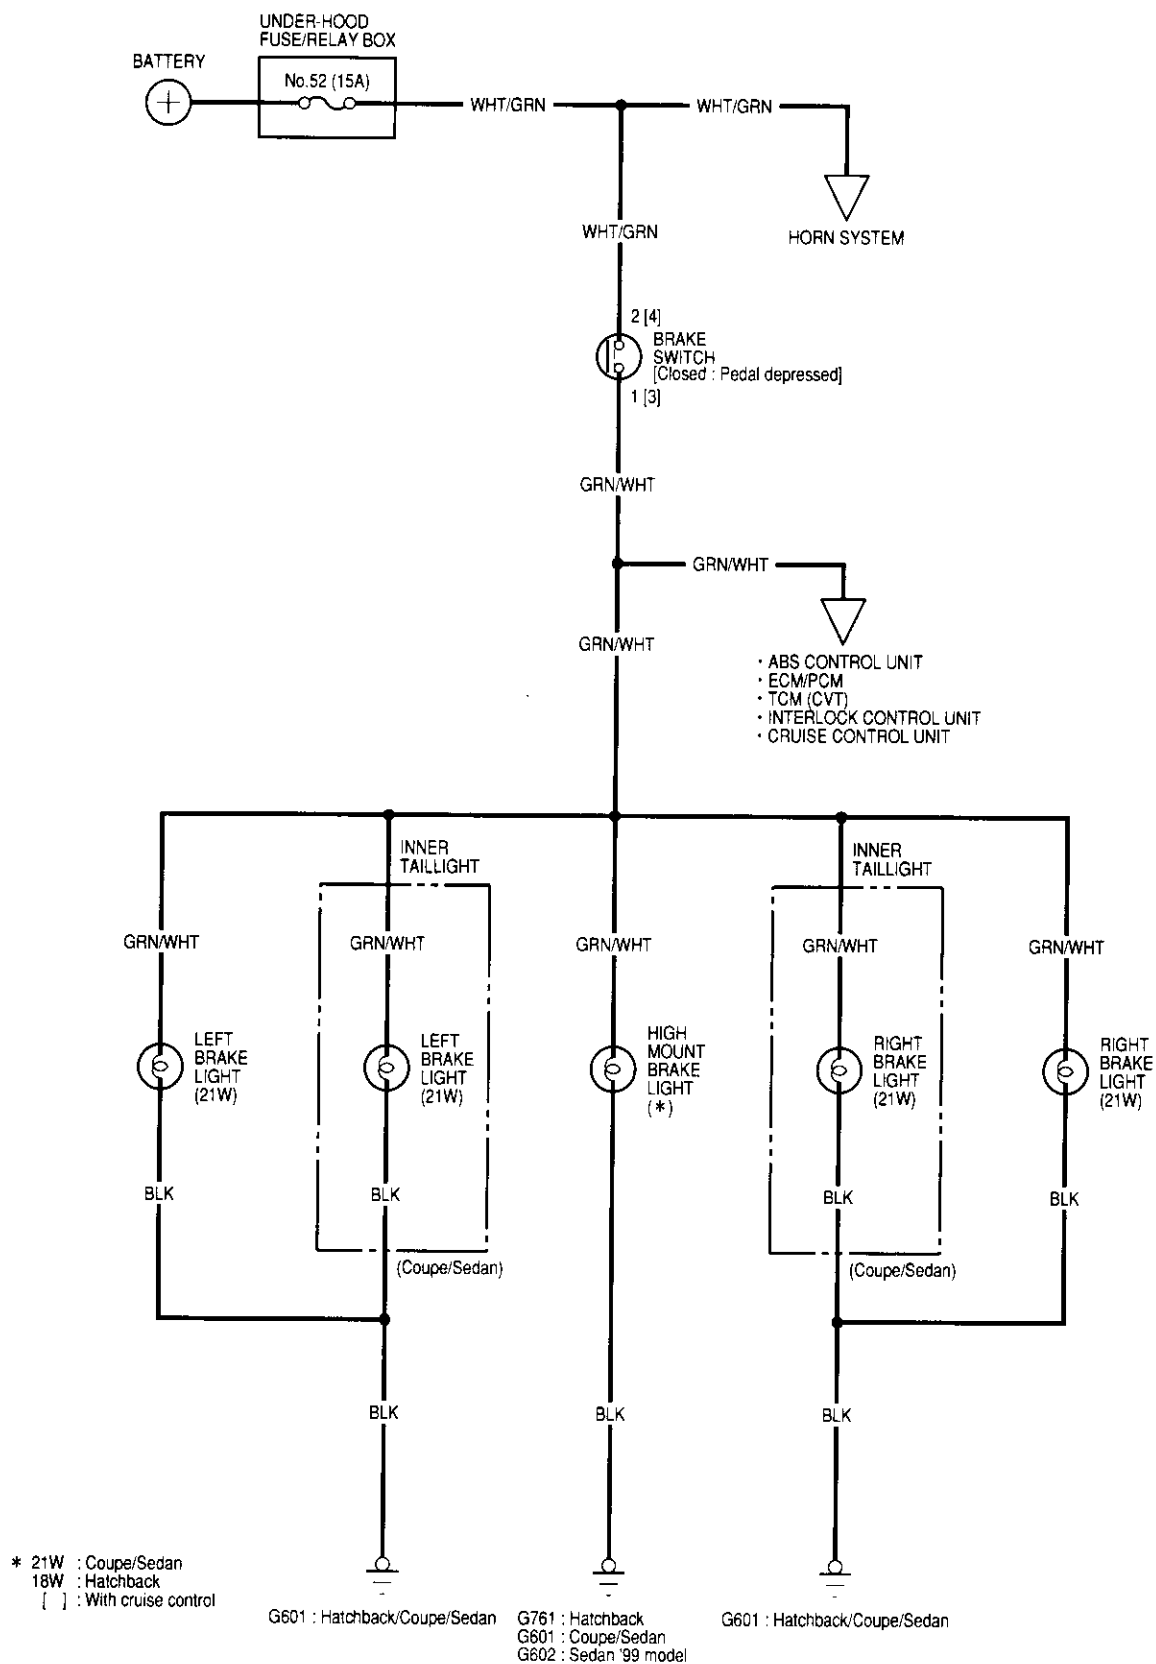 UNDER-HOOD
FUSE/RELAY BOX
BATTERY
No.52 (15A)
WHT/GRN
WHT/GRN
WHT/GRN
HORN SYSTEM
2 [4]
BRAKE
SWITCH
[Closed : Pedal depressed]
1 [3]
GRN/WHT
GRN/WHT
GRN/WHT
· ABS CONTROL UNIT
· ECM/PCM
· TCM (CVT)
· INTERLOCK CONTROL UNIT
· CRUISE CONTROL UNIT
INNER
TAILLIGHT
INNER
TAILLIGHT
GRN/WHT
GRN/WHT
GRN/WHT
GRN/WHT
GRN/WHT
LEFT
BRAKE
LIGHT
(21W)
LEFT
BRAKE
LIGHT
(21W)
HIGH
MOUNT
BRAKE
LIGHT
(*)
RIGHT
BRAKE
LIGHT
(21W)
RIGHT
BRAKE
LIGHT
(21W)
BLK
BLK
BLK
BLK
(Coupe/Sedan)
(Coupe/Sedan)
BLK
BLK
BLK
* 21W : Coupe/Sedan
18W : Hatchback
[ ] : With cruise control
G601 : Hatchback/Coupe/Sedan
G761 : Hatchback
G601 : Coupe/Sedan
G602 : Sedan '99 model
G601 : Hatchback/Coupe/Sedan